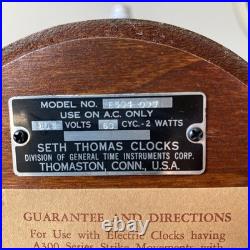 MODEL NO. E504-000
USE ON A.C. ONLY
VOLTS 60 CYC.-2 WATTS
SETH THOMAS CLOCKS
DIVISION OF GENERAL TIME INSTRUMENTS CORP.
THOMASTON, CONN., U.S.A.
GUARANTEE AND DIRECTIONS
For Use with Electric Clocks having
A300 Series Strike Movements with